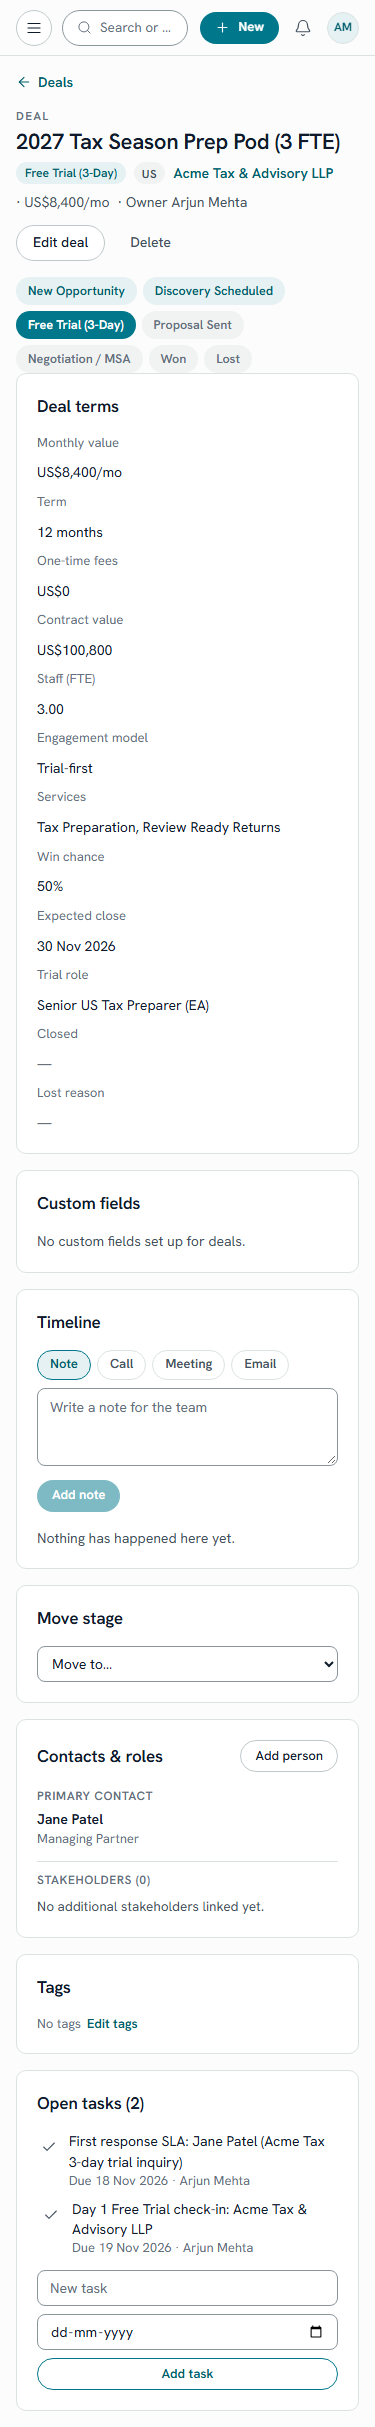 Search or ...
New
AM
Deals
DEAL
2027 Tax Season Prep Pod (3 FTE)
Free Trial (3-Day) US Acme Tax & Advisory LLP
· US$8,400/mo · Owner Arjun Mehta
Edit deal Delete
New Opportunity Discovery Scheduled
Free Trial (3-Day) Proposal Sent
Negotiation / MSA Won Lost
Deal terms
Monthly value
US$8,400/mo
Term
12 months
One-time fees
US$0
Contract value
US$100,800
Staff (FTE)
3.00
Engagement model
Trial-first
Services
Tax Preparation, Review Ready Returns
Win chance
50%
Expected close
30 Nov 2026
Trial role
Senior US Tax Preparer (EA)
Closed
—
Lost reason
—
Custom fields
No custom fields set up for deals.
Timeline
Note Call Meeting Email
Write a note for the team
Add note
Nothing has happened here yet.
Move stage
Move to...
Contacts & roles Add person
PRIMARY CONTACT
Jane Patel
Managing Partner
STAKEHOLDERS (0)
No additional stakeholders linked yet.
Tags
No tags Edit tags
Open tasks (2)
First response SLA: Jane Patel (Acme Tax
3-day trial inquiry)
Due 18 Nov 2026 · Arjun Mehta
Day 1 Free Trial check-in: Acme Tax &
Advisory LLP
Due 19 Nov 2026 · Arjun Mehta
New task
dd-mm-yyyy
Add task